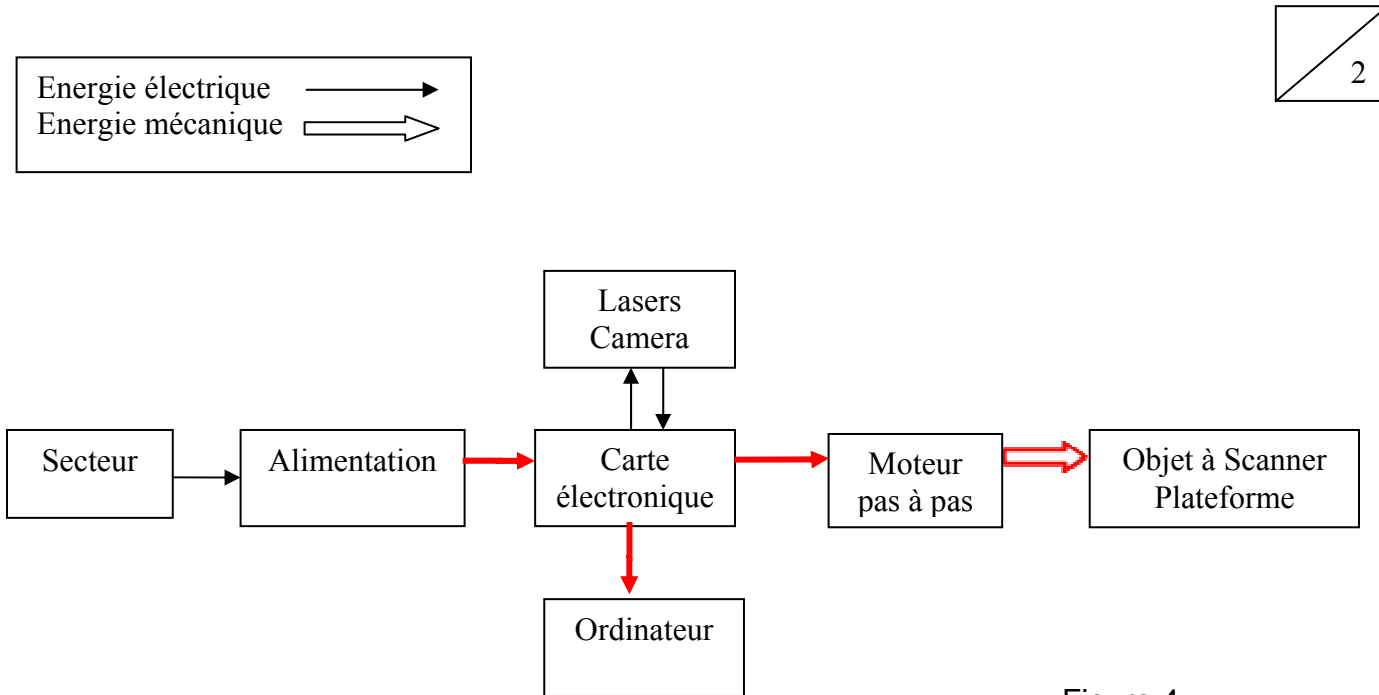 2
Energie électrique
Energie mécanique
Lasers
Camera
Secteur
Alimentation
Carte
électronique
Moteur
pas à pas
Objet à Scanner
Plateforme
Ordinateur